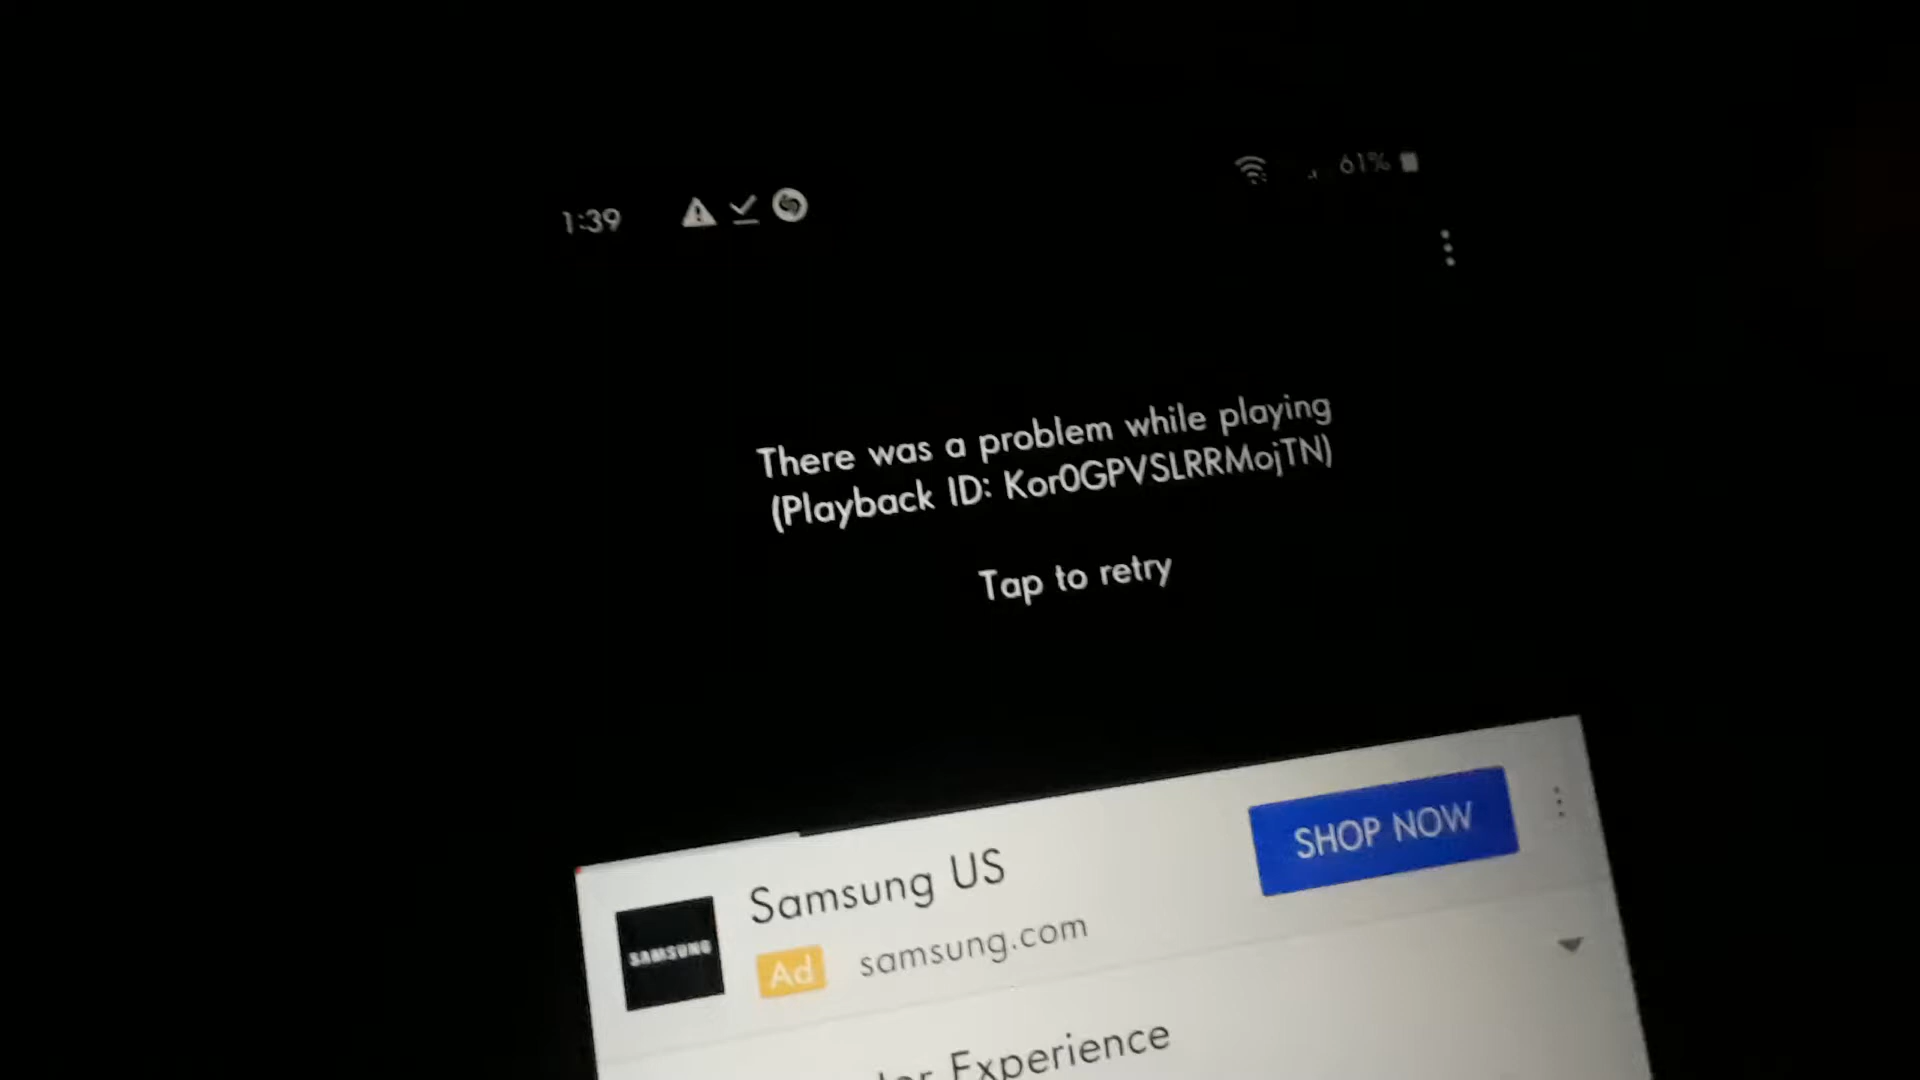 1:39
61%
There was a problem while playing
(Playback ID: Kor0GPVSLRRMojTN)
Tap to retry
Samsung US
SHOP NOW
SAMSUNG
Ad samsung.com
Experience